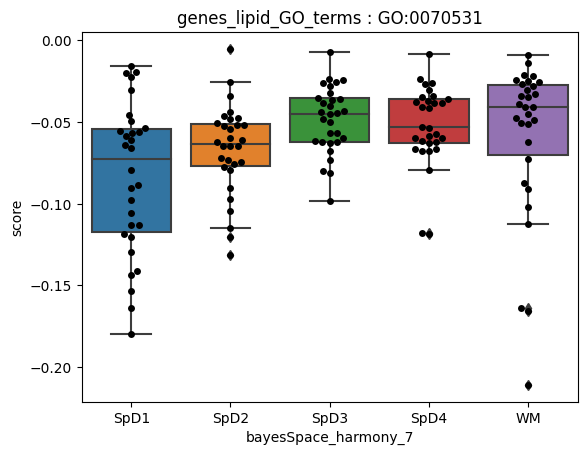 genes_lipid_GO_terms : GO:0070531
0.00
−0.05
−0.10
−0.15
−0.20
score
SpD1 SpD2 SpD3 SpD4 WM
bayesSpace_harmony_7